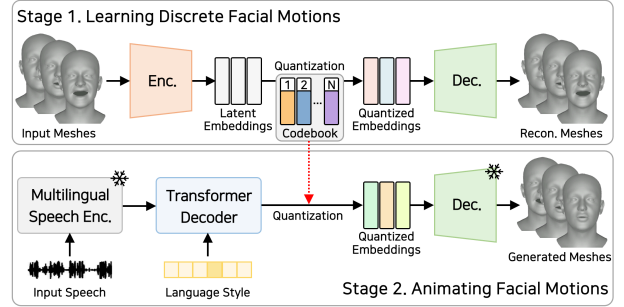 Stage 1. Learning Discrete Facial Motions
Enc.
Quantization
1 2 ... N
Codebook
Dec.
Input Meshes
Latent
Embeddings
Quantized
Embeddings
Recon. Meshes
Multilingual
Speech Enc.
Transformer
Decoder
Quantization
Dec.
Quantized
Embeddings
Generated Meshes
Input Speech
Language Style
Stage 2. Animating Facial Motions